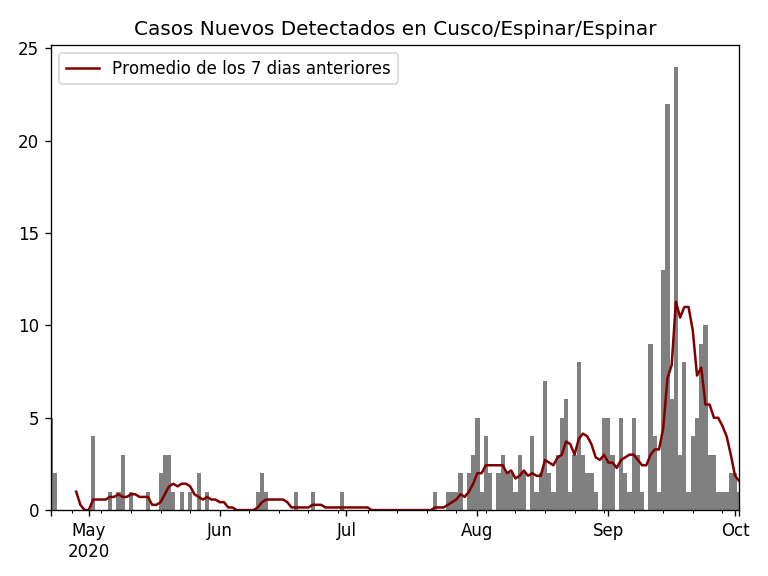 Casos Nuevos Detectados en Cusco/Espinar/Espinar
Promedio de los 7 dias anteriores
25
20
15
10
5
0
May Jun Jul Aug Sep Oct
2020